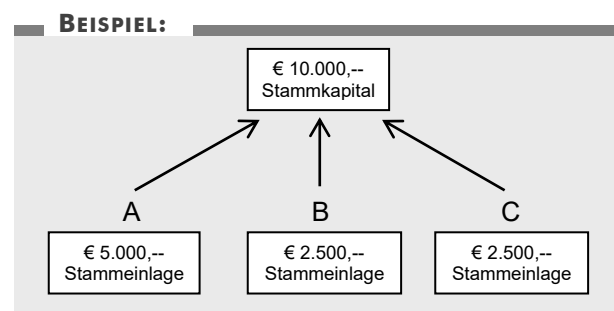 BEISPIEL:
€ 10.000,--
Stammkapital
A B C
€ 5.000,-- € 2.500,-- € 2.500,--
Stammeinlage Stammeinlage Stammeinlage